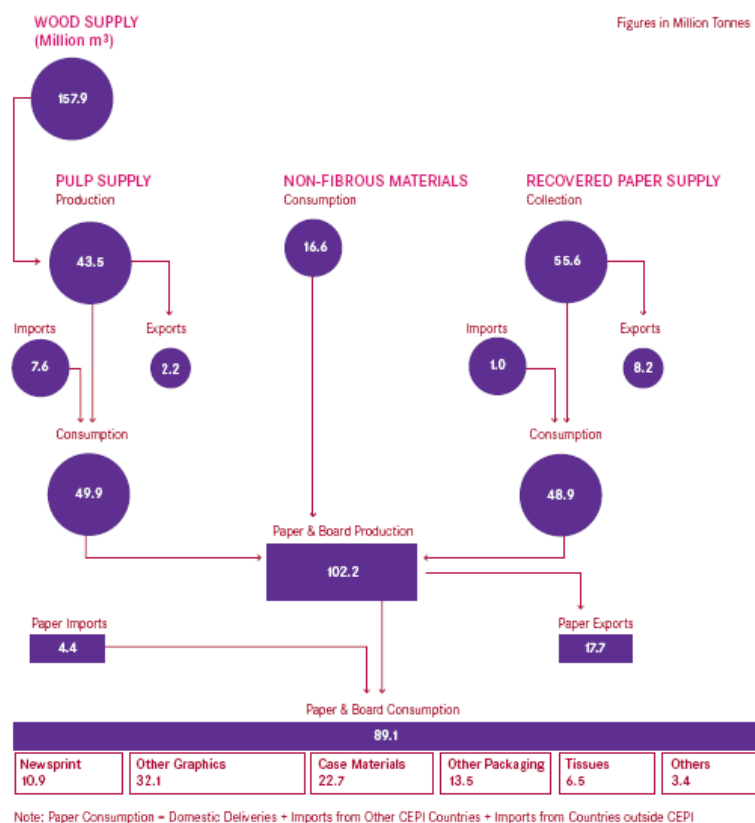 WOOD SUPPLY
(Million m³)
Figures in Million Tonnes
157.9
PULP SUPPLY
Production
NON-FIBROUS MATERIALS
Consumption
RECOVERED PAPER SUPPLY
Collection
43.5
16.6
55.6
Imports
Exports
Imports
Exports
7.6
2.2
1.0
8.2
Consumption
Consumption
49.9
48.9
Paper & Board Production
102.2
Paper Imports
Paper Exports
4.4
17.7
Paper & Board Consumption
89.1
Newsprint
10.9
Other Graphics
32.1
Case Materials
22.7
Other Packaging
13.5
Tissues
6.5
Others
3.4
Note: Paper Consumption = Domestic Deliveries + Imports from Other CEPI Countries + Imports from Countries outside CEPI